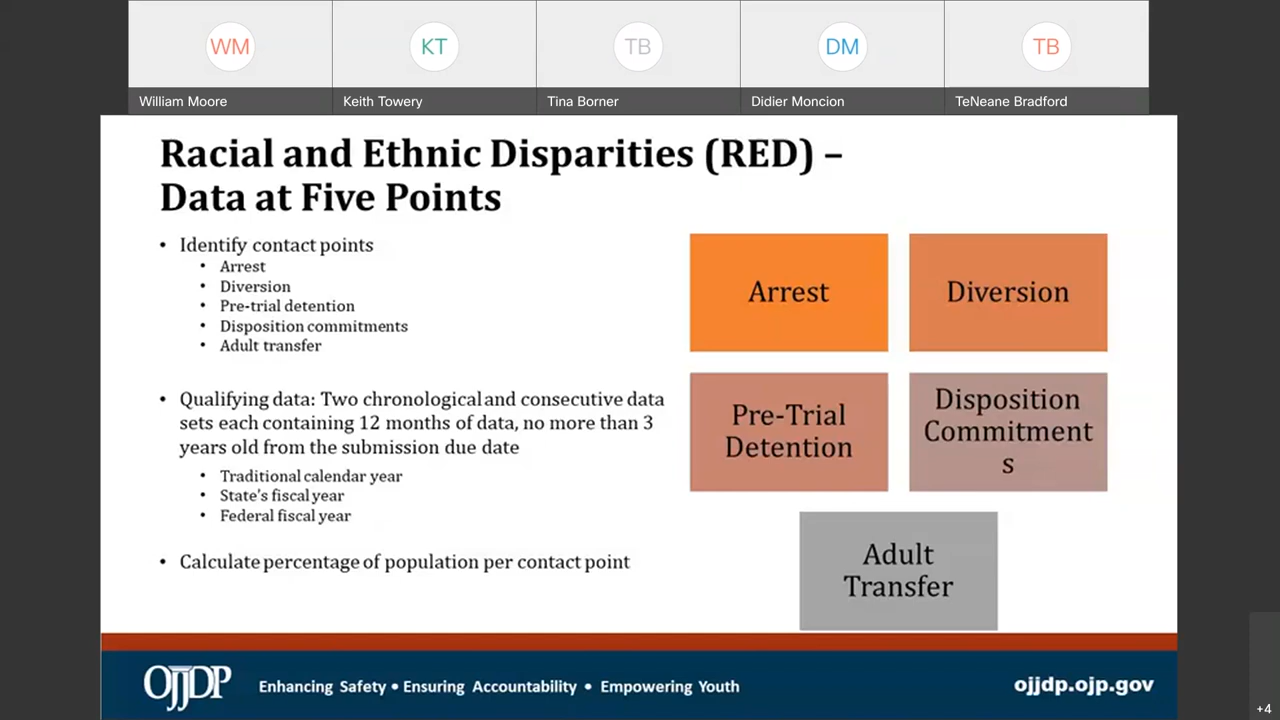 WM
KT
TB
DM
TB
William Moore
Keith Towery
Tina Borner
Didier Moncion
TeNeane Bradford
Racial and Ethnic Disparities (RED) –
Data at Five Points
• Identify contact points
• Arrest
• Diversion
• Pre-trial detention
• Disposition commitments
• Adult transfer
• Qualifying data: Two chronological and consecutive data
sets each containing 12 months of data, no more than 3
years old from the submission due date
• Traditional calendar year
• State's fiscal year
• Federal fiscal year
• Calculate percentage of population per contact point
Arrest
Diversion
Pre-Trial
Detention
Disposition
Commitment
s
Adult
Transfer
OJJDP
Enhancing Safety • Ensuring Accountability • Empowering Youth
ojjdp.ojp.gov
+4